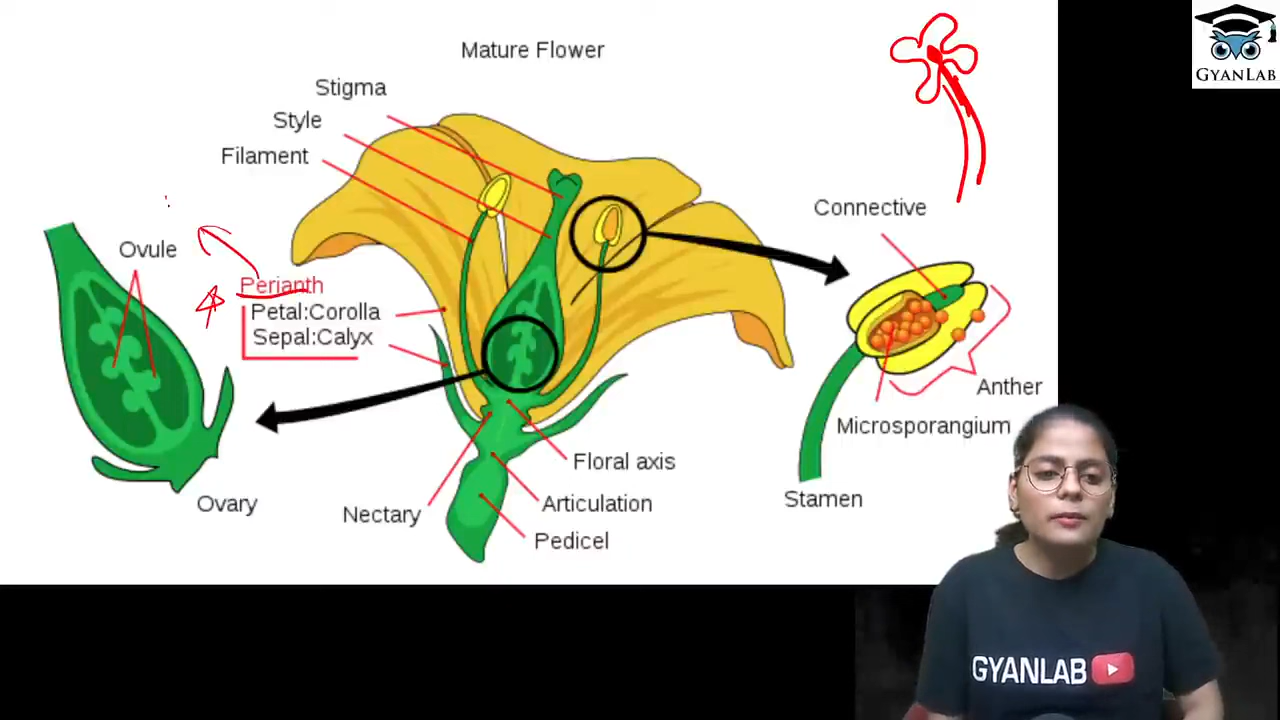 Mature Flower
GYANLAB
Stigma
Style
Filament
Connective
Ovule
Perianth
Petal:Corolla
Sepal:Calyx
Anther
Microsporangium
Floral axis
Stamen
Ovary
Nectary
Articulation
Pedicel
GYANLAB